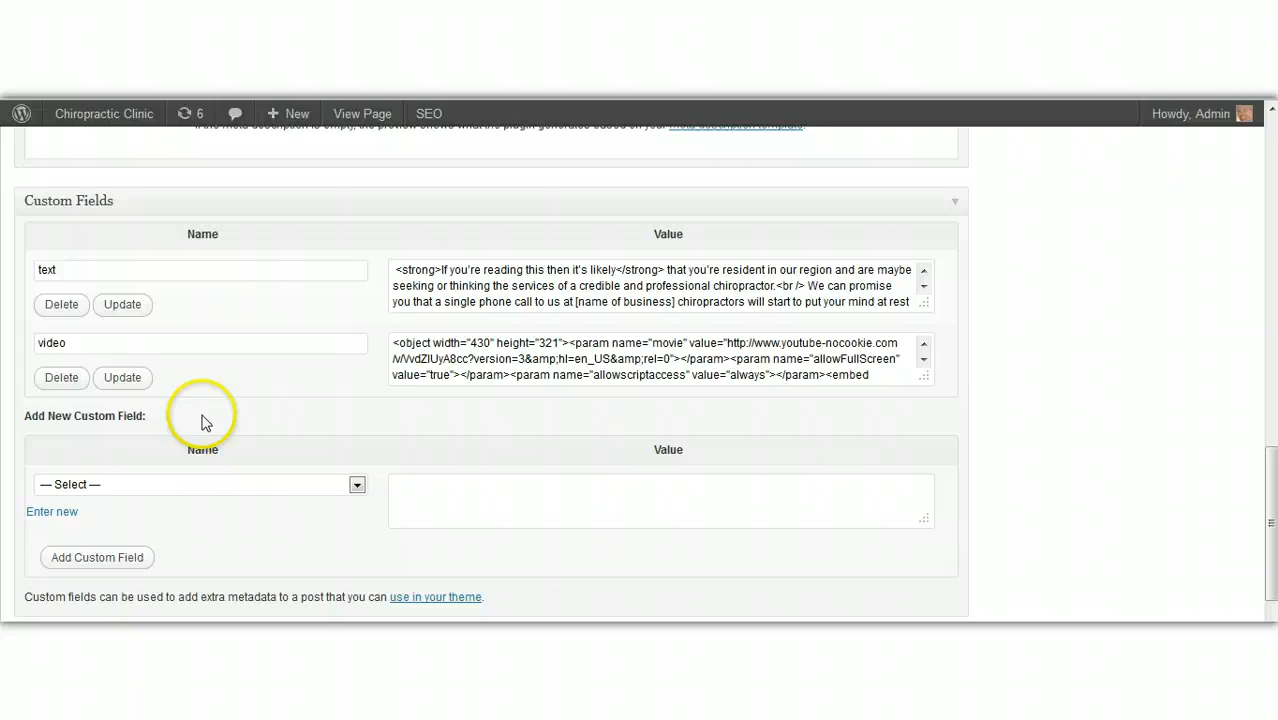 Chiropractic Clinic 6 New View Page SEO Howdy, Admin
If the meta description is empty, the preview shows what the plugin generates based on your meta description template.
Custom Fields
Name Value
text
<strong>If you're reading this then it's likely</strong> that you're resident in our region and are maybe
seeking or thinking the services of a credible and professional chiropractor.<br /> We can promise
you that a single phone call to us at [name of business] chiropractors will start to put your mind at rest
Delete Update
video
<object width="430" height="321"><param name="movie" value="http://www.youtube-nocookie.com
/v/VvdZIUyA8cc?version=3&amp;hl=en_US&amp;rel=0"></param><param name="allowFullScreen"
value="true"></param><param name="allowscriptaccess" value="always"></param><embed
Delete Update
Add New Custom Field:
Name Value
— Select —
Enter new
Add Custom Field
Custom fields can be used to add extra metadata to a post that you can use in your theme.